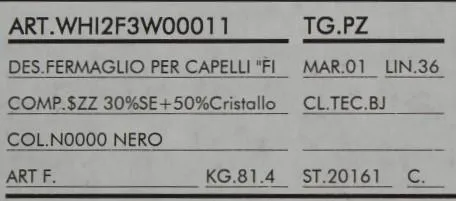 ART.WHI2F3W00011 TG.PZ
DES.FERMAGLIO PER CAPELLI "FI MAR.01 LIN.36
COMP.$ZZ 30%SE+50%Cristallo CL.TEC.BJ
COL.N0000 NERO
ART F. KG.81.4 ST.20161 C.